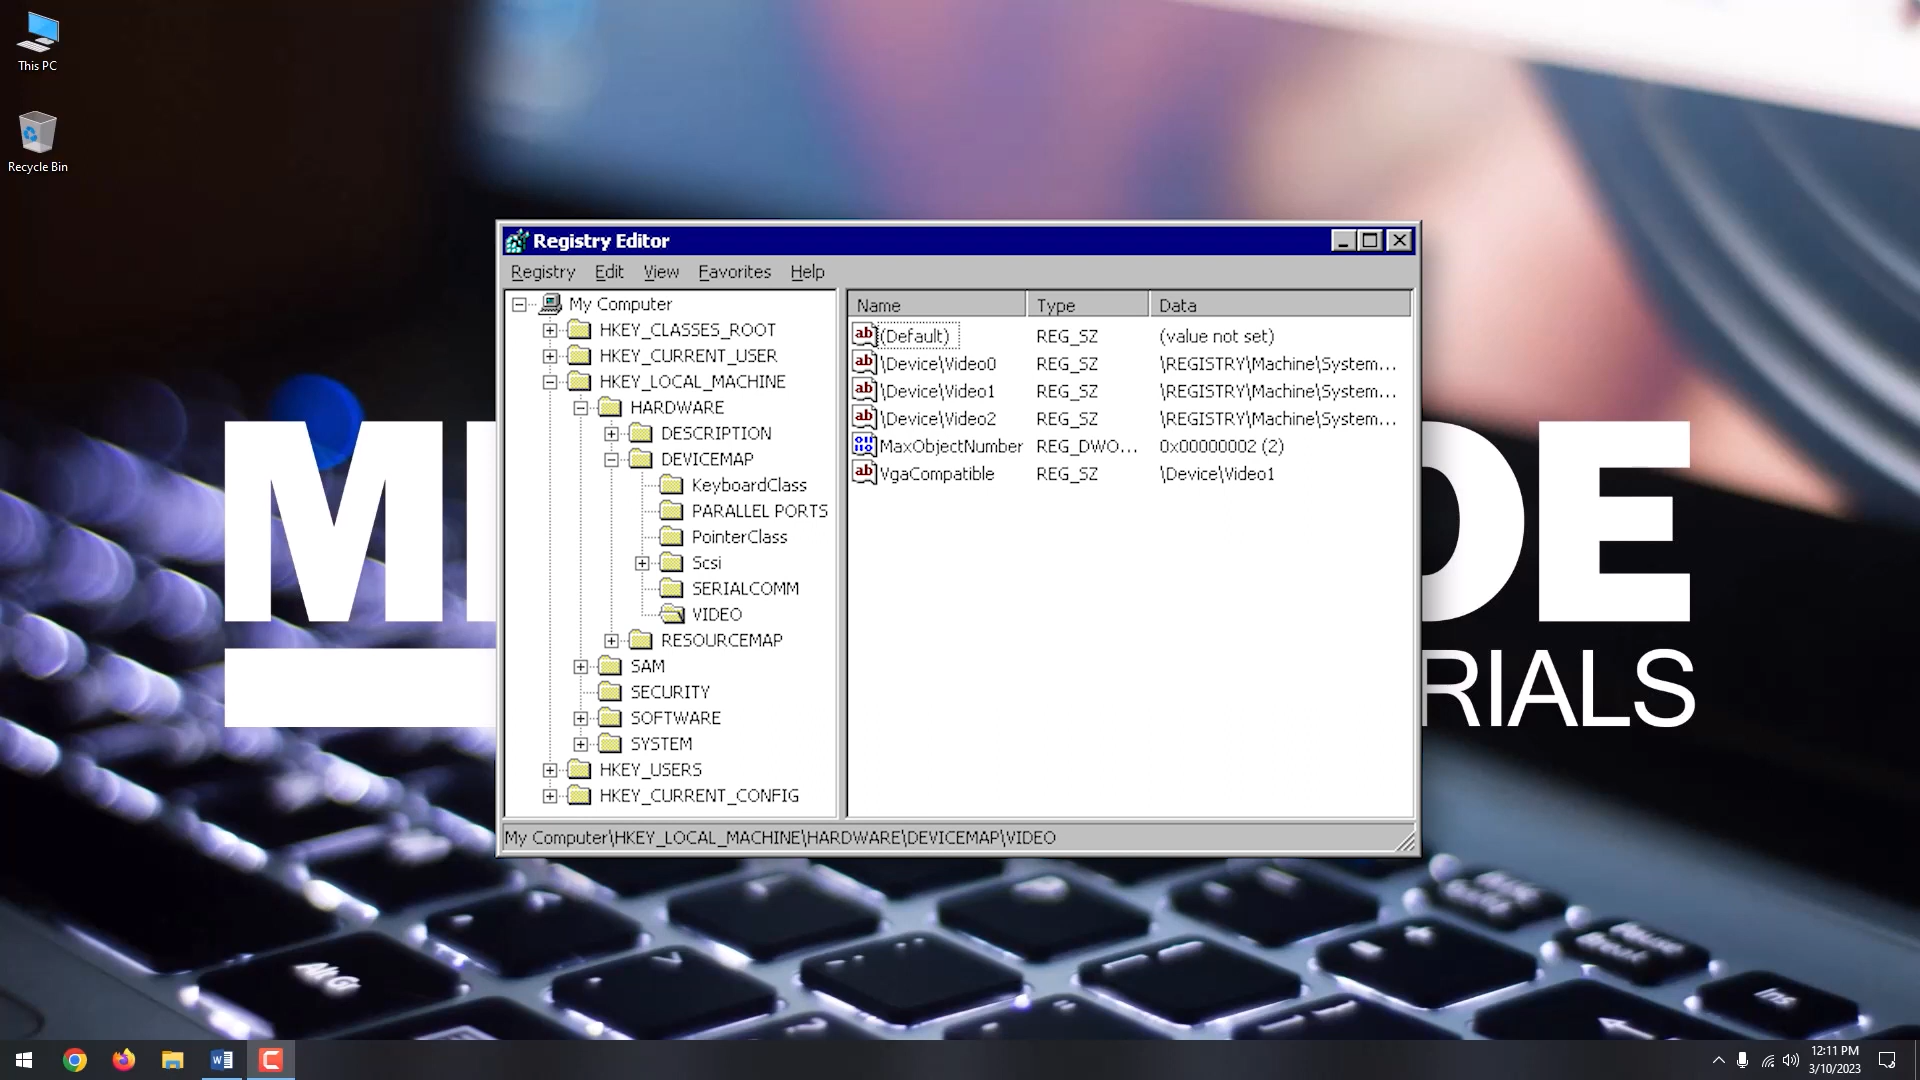 This PC
Recycle Bin
Registry Editor
Registry Edit View Favorites Help
My Computer
HKEY_CLASSES_ROOT
HKEY_CURRENT_USER
HKEY_LOCAL_MACHINE
HARDWARE
DESCRIPTION
DEVICEMAP
KeyboardClass
PARALLEL PORTS
PointerClass
Scsi
SERIALCOMM
VIDEO
RESOURCEMAP
SAM
SECURITY
SOFTWARE
SYSTEM
HKEY_USERS
HKEY_CURRENT_CONFIG
Name Type Data
(Default) REG_SZ (value not set)
\Device\Video0 REG_SZ \REGISTRY\Machine\System...
\Device\Video1 REG_SZ \REGISTRY\Machine\System...
\Device\Video2 REG_SZ \REGISTRY\Machine\System...
MaxObjectNumber REG_DWO... 0x00000002 (2)
VgaCompatible REG_SZ \Device\Video1
My Computer\HKEY_LOCAL_MACHINE\HARDWARE\DEVICEMAP\VIDEO
DE
RIALS
Alt Gr
Ins
12:11 PM
3/10/2023